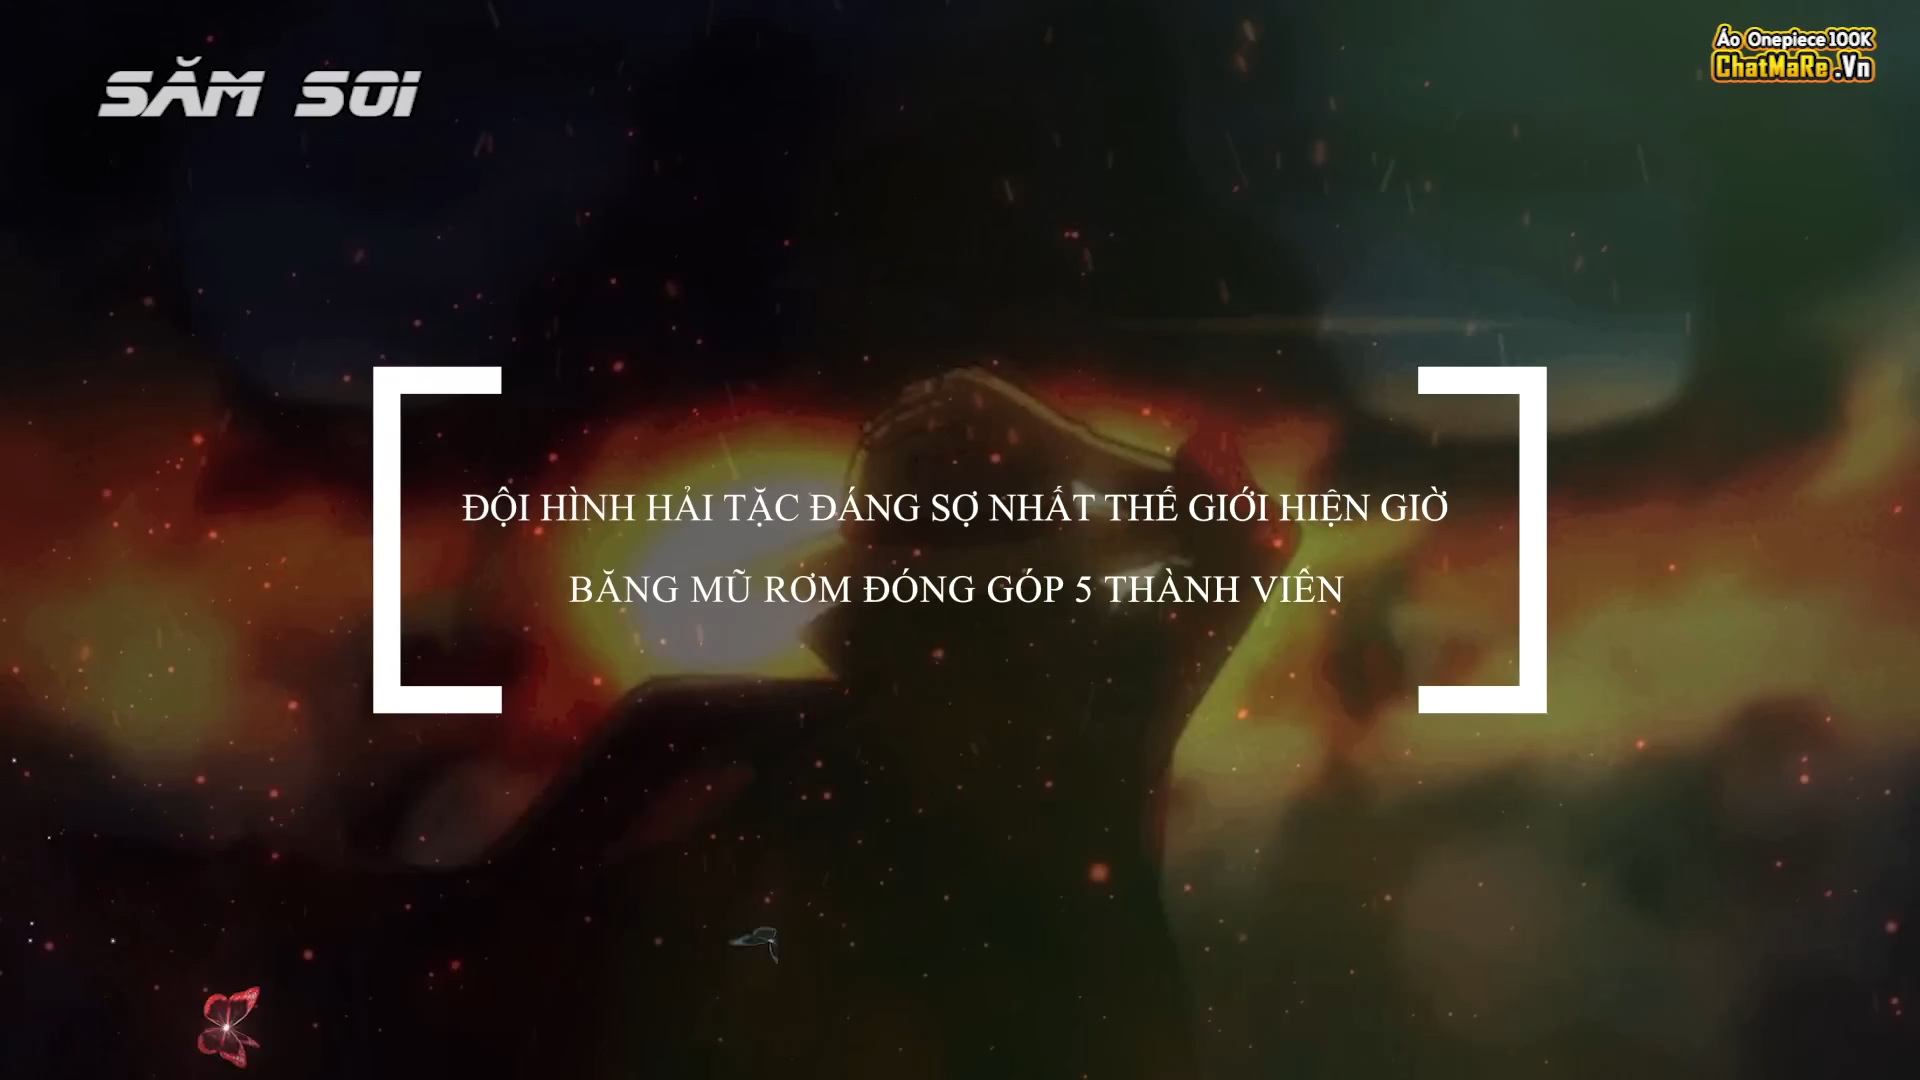 SĂM SOI
Áo Onepiece 100K
ChatMaRe.Vn
ĐỘI HÌNH HẢI TẶC ĐÁNG SỢ NHẤT THẾ GIỚI HIỆN GIỜ
BĂNG MŨ RƠM ĐÓNG GÓP 5 THÀNH VIÊN